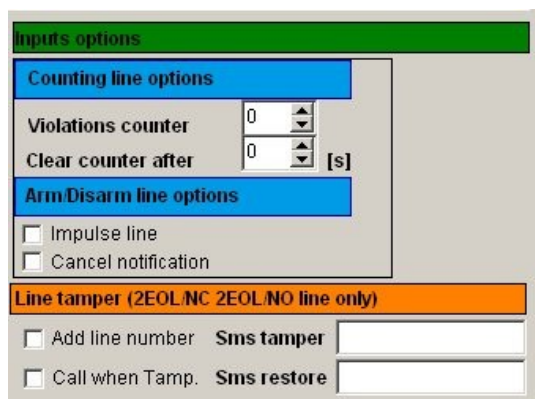 Inputs options
Counting line options
Violations counter 0
Clear counter after 0 [s]
Arm/Disarm line options
Impulse line
Cancel notification
Line tamper (2EOL/NC 2EOL/NO line only)
Add line number Sms tamper
Call when Tamp. Sms restore